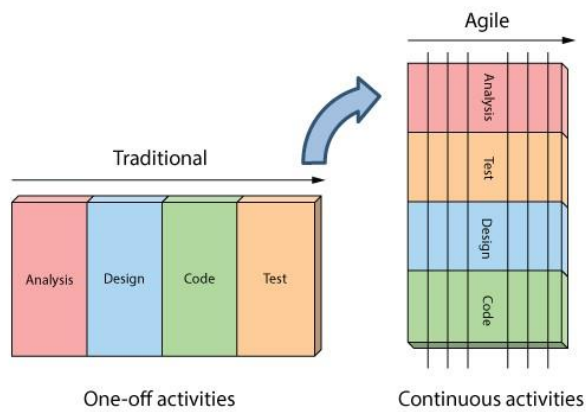 Agile
Analysis
Test
Design
Code
Traditional
Analysis Design Code Test
One-off activities
Continuous activities